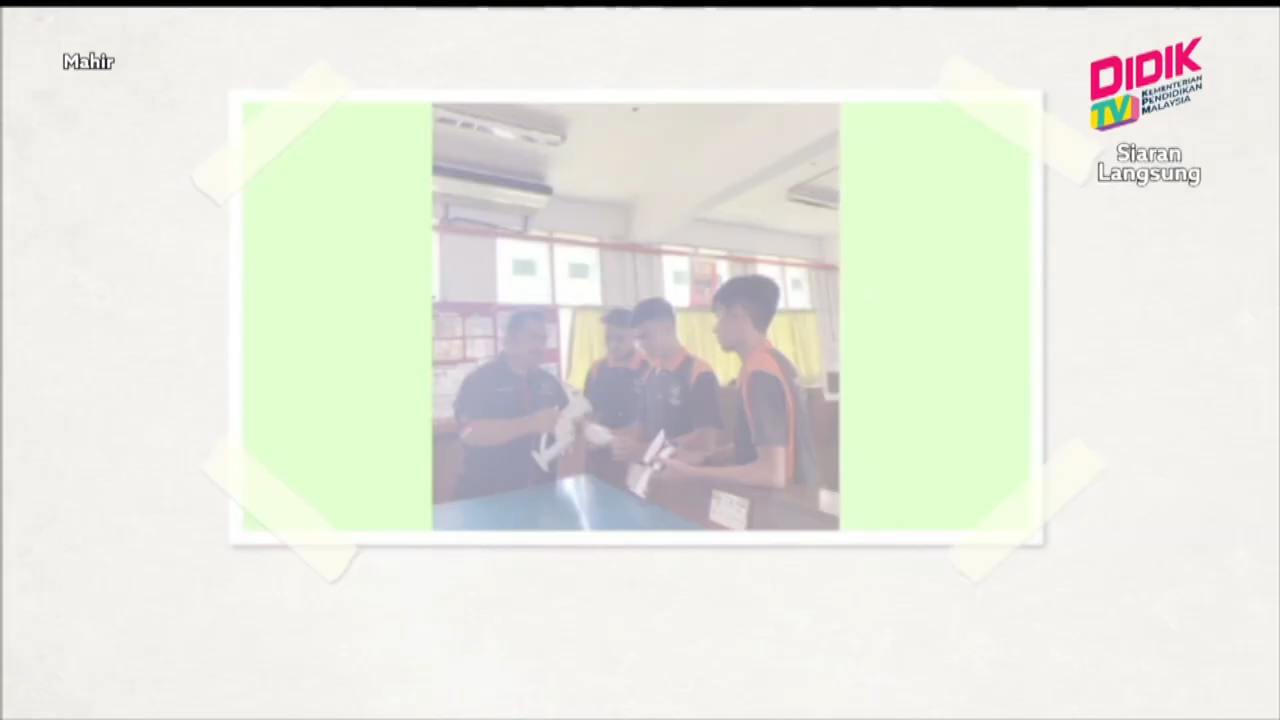 Mahir
DIDIK
TV
KEMENTERIAN
PENDIDIKAN
MALAYSIA
Siaran
Langsung